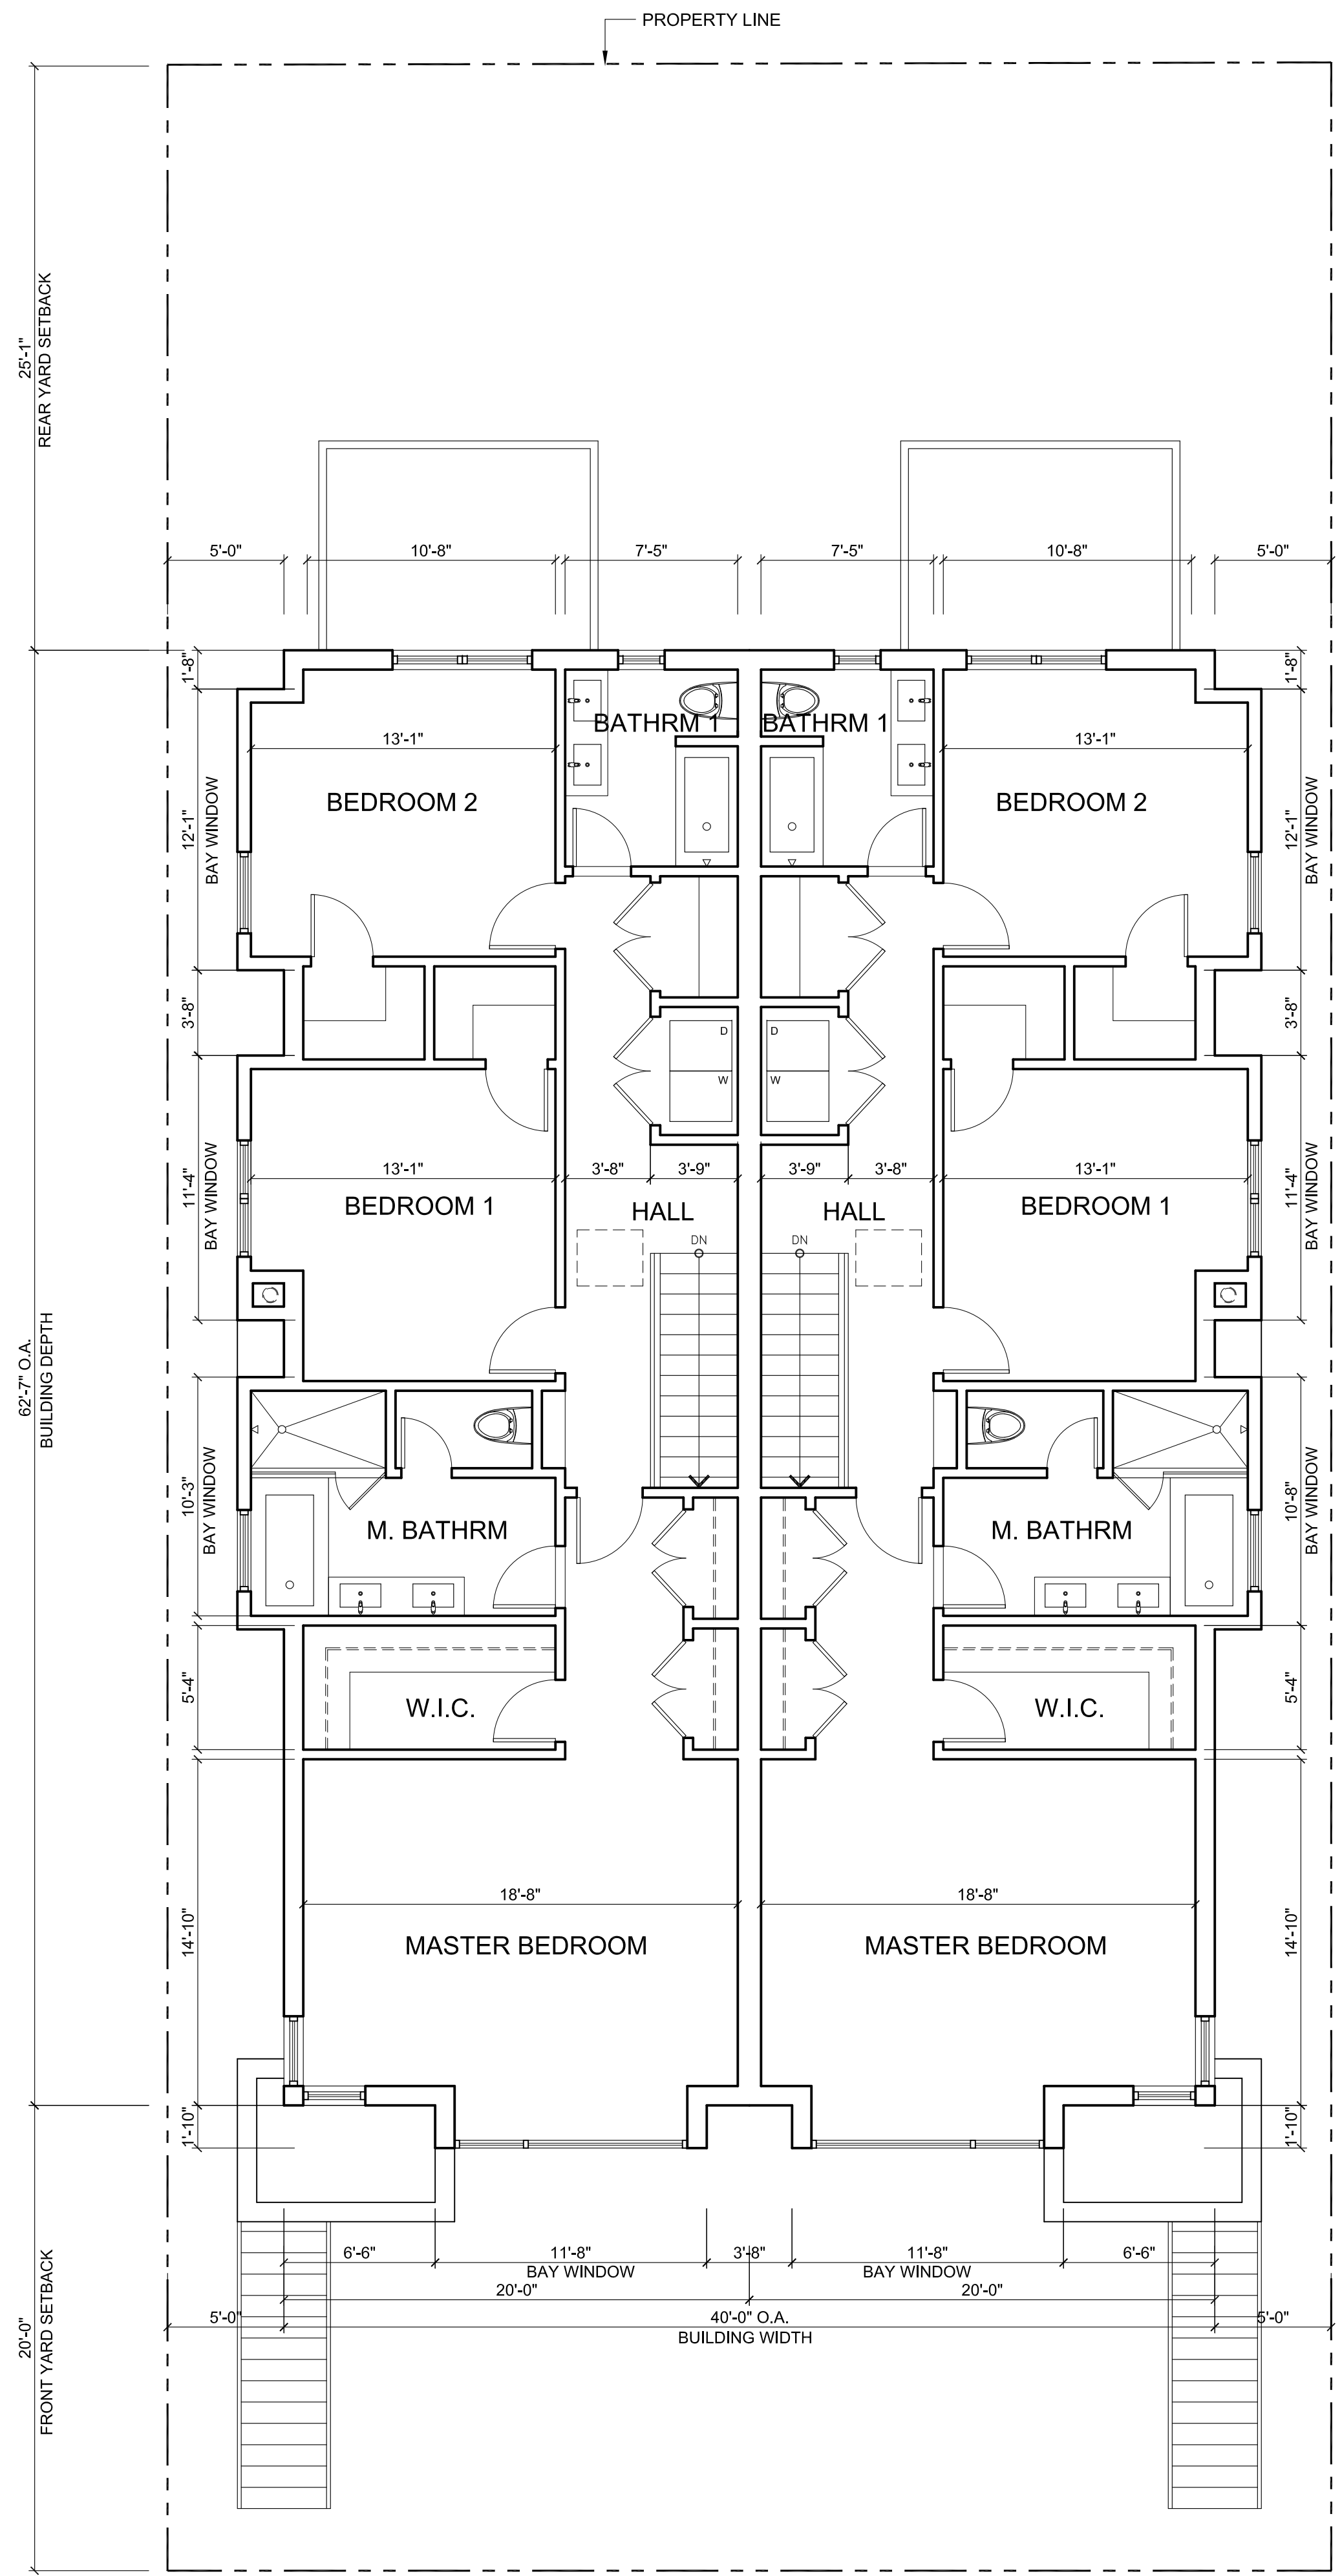 PROPERTY LINE
25'-1"
REAR YARD SETBACK
5'-0"
10'-8"
7'-5"
7'-5"
10'-8"
5'-0"
1'-8"
1'-8"
BATHRM 1
BATHRM 1
13'-1"
13'-1"
BEDROOM 2
BEDROOM 2
12'-1"
BAY WINDOW
12'-1"
BAY WINDOW
3'-8"
3'-8"
D
D
W
W
11'-4"
BAY WINDOW
13'-1"
3'-8"
3'-9"
3'-9"
3'-8"
13'-1"
11'-4"
BAY WINDOW
BEDROOM 1
HALL
HALL
BEDROOM 1
DN
DN
62'-7" O.A.
BUILDING DEPTH
10'-3"
BAY WINDOW
M. BATHRM
M. BATHRM
10'-8"
BAY WINDOW
5'-4"
W.I.C.
W.I.C.
5'-4"
14'-10"
18'-8"
18'-8"
14'-10"
MASTER BEDROOM
MASTER BEDROOM
1'-10"
1'-10"
6'-6"
11'-8"
BAY WINDOW
3'-8"
11'-8"
BAY WINDOW
6'-6"
20'-0"
20'-0"
5'-0"
40'-0" O.A.
BUILDING WIDTH
5'-0"
20'-0"
FRONT YARD SETBACK